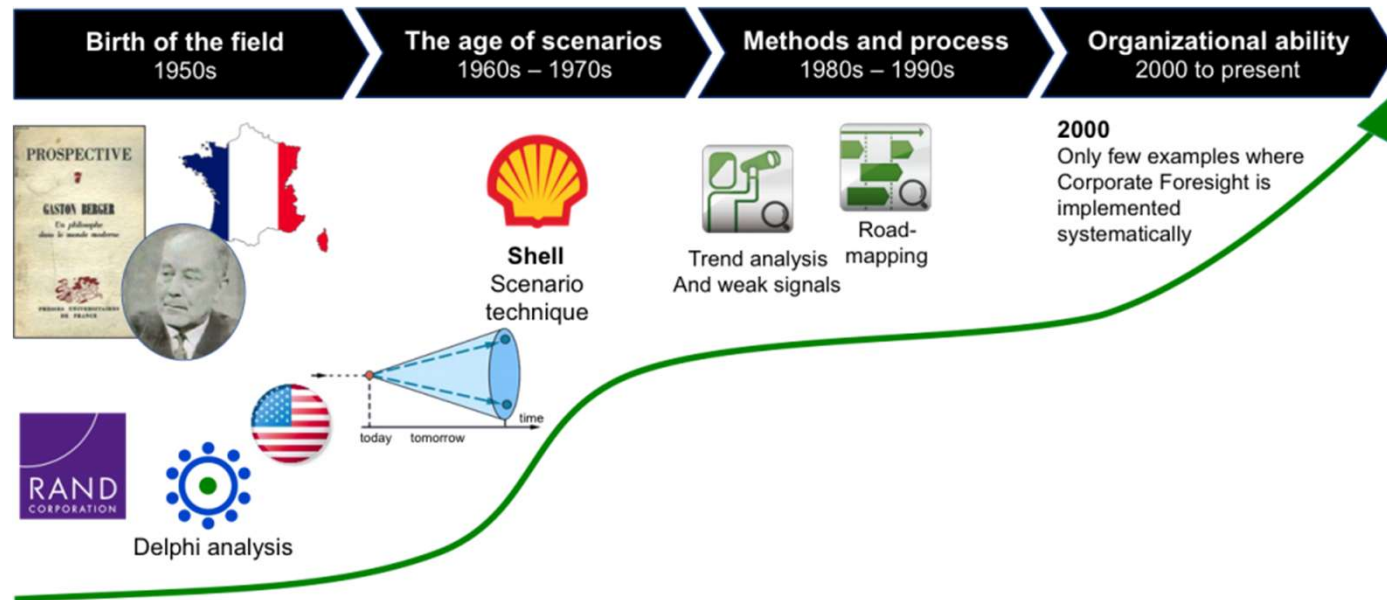 Birth of the field
1950s
The age of scenarios
1960s – 1970s
Methods and process
1980s – 1990s
Organizational ability
2000 to present
PROSPECTIVE
7
GASTON BERGER
Un philosophe
dans le monde moderne
PRESSES UNIVERSITAIRES
DE FRANCE
RAND
CORPORATION
Delphi analysis
Shell
Scenario
technique
time
today
tomorrow
Trend analysis
And weak signals
Road-
mapping
2000
Only few examples where
Corporate Foresight is
implemented
systematically